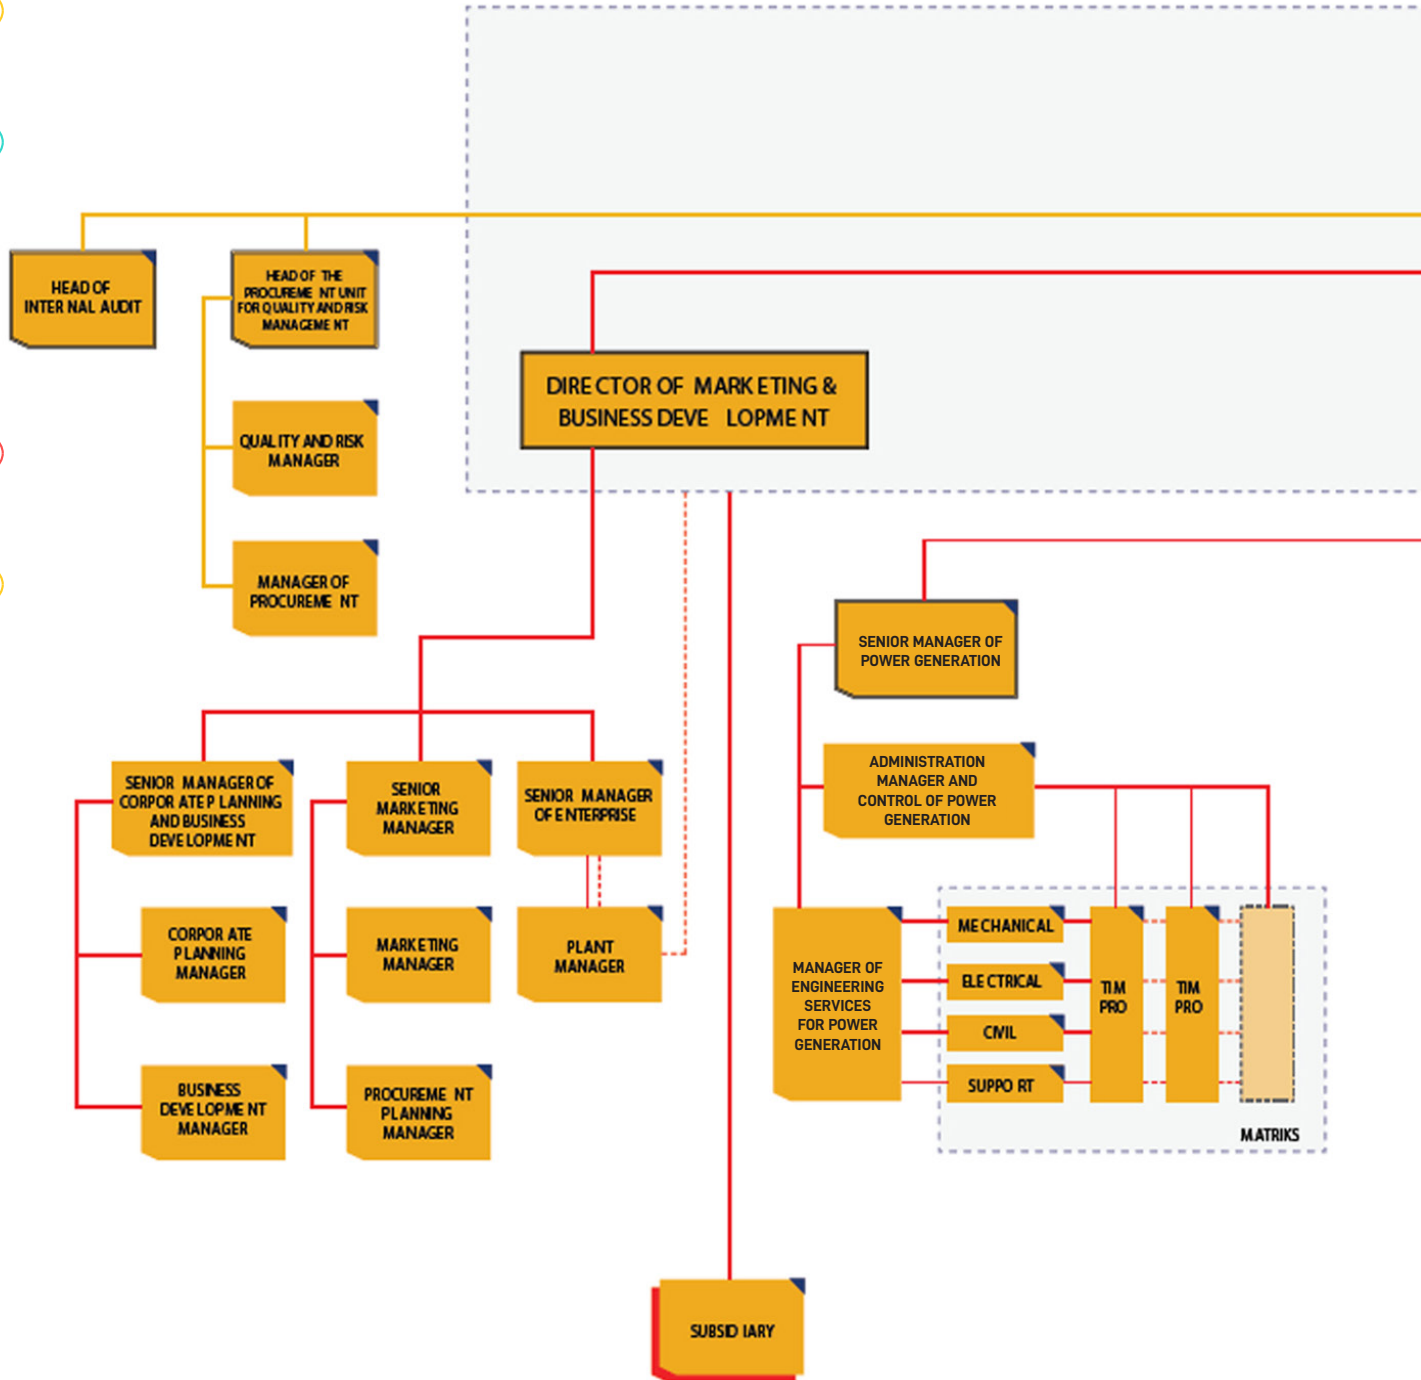 HEAD OF
INTERNAL AUDIT
HEAD OF THE
PROCUREMENT UNIT
FOR QUALITY AND RISK
MANAGEMENT
QUALITY AND RISK
MANAGER
MANAGER OF
PROCUREMENT
DIRECTOR OF MARKETING &
BUSINESS DEVELOPMENT
SENIOR MANAGER OF
POWER GENERATION
ADMINISTRATION
MANAGER AND
CONTROL OF POWER
GENERATION
SENIOR MANAGER OF
CORPORATE PLANNING
AND BUSINESS
DEVELOPMENT
SENIOR
MARKETING
MANAGER
SENIOR MANAGER
OF ENTERPRISE
CORPORATE
PLANNING
MANAGER
MARKETING
MANAGER
PLANT
MANAGER
BUSINESS
DEVELOPMENT
MANAGER
PROCUREMENT
PLANNING
MANAGER
MANAGER OF
ENGINEERING
SERVICES
FOR POWER
GENERATION
MECHANICAL
ELECTRICAL
CIVIL
SUPPORT
TIM
PRO
TIM
PRO
MATRIKS
SUBSIDIARY